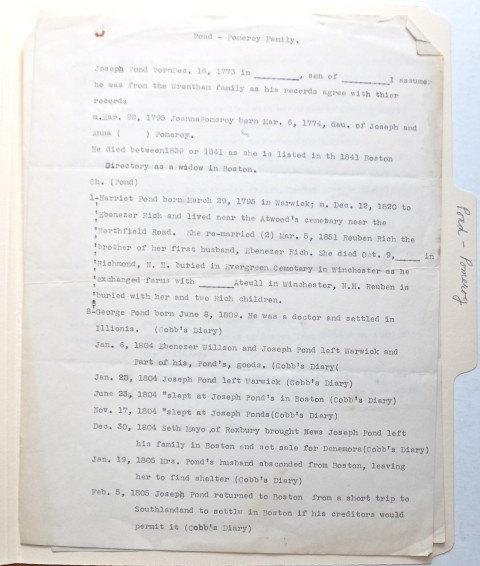 Pond - Pomeroy Family.
Joseph Pond bornDec. 18, 1773 in ________, son of ________I assume
he was from the Wrentham family as his records agree with thier
records
m.Mar. 22, 1795 JoannaPomeroy born Mar. 6, 1774, dau. of Joseph and
Anna ( ) Pomeroy.
He died between1839 or 1841 as she is listed in th 1841 Boston
Directory as a widow in Boston.
Ch. (Pond)
1-Harriet Pond born March 29, 1795 in Warwick; m. Dec. 12, 1820 to
Ebenezer Rich and lived near the Atwood's cemetery near the
Northfield Road. She re-married (2) Mar. 5, 1851 Reuben Rich the
brother of her first husband, Ebenezer Rich. She died Oct. 9,____ in
Richmond, N. H. buried in Evergreen Cemetery in Winchester as he
exchanged farms with ______Atewll in Winchester, N.H. Reuben is
buried with her and two Rich children.
8-George Pond born June 8, 1809. He was a doctor and settled in
Illionis. (Cobb's Diary)
Jan. 6, 1804 Ebenezer Willson and Joseph Pond left Warwick and
Part of his, Pond's, goods. (Cobb's Diary(
Jan. 29, 1804 Joseph Pond left Warwick (Cobb's Diary)
June 23, 1804 "slept at Joseph Pond's in Boston (Cobb's Diary)
Nov. 17, 1804 "slept at Joseph Ponds(Cobb's Diary)
Dec. 30, 1804 Seth Mayo of Roxbury brought News Joseph Pond left
his family in Boston and set sale for Denemora(Cobb's Diary)
Jan. 19, 1805 Mrs. Pond's husband absconded from Boston, leaving
her to find shelter (Cobb's Diary)
Feb. 5, 1805 Joseph Pond returned to Boston from a short trip to
Southlandand to settle in Boston if his creditors would
permit it (Cobb's Diary)
Pond - Pomeroy